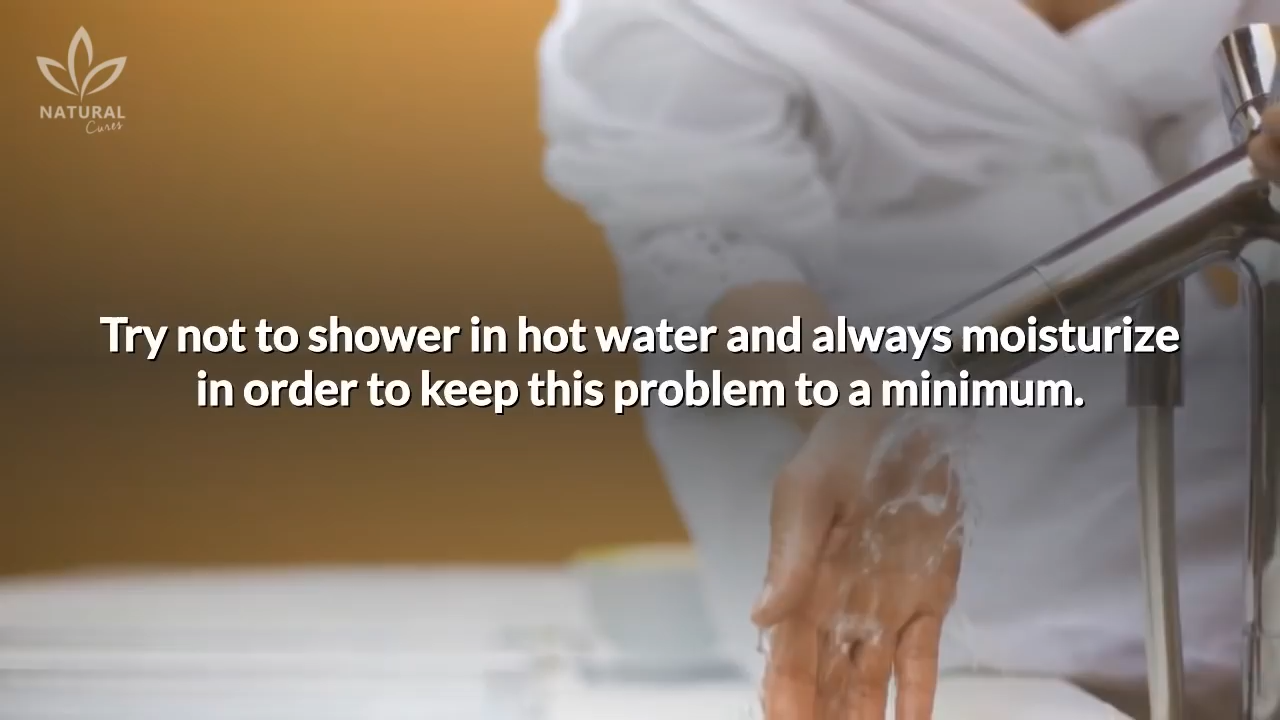 NATURAL
Cures
Try not to shower in hot water and always moisturize
in order to keep this problem to a minimum.